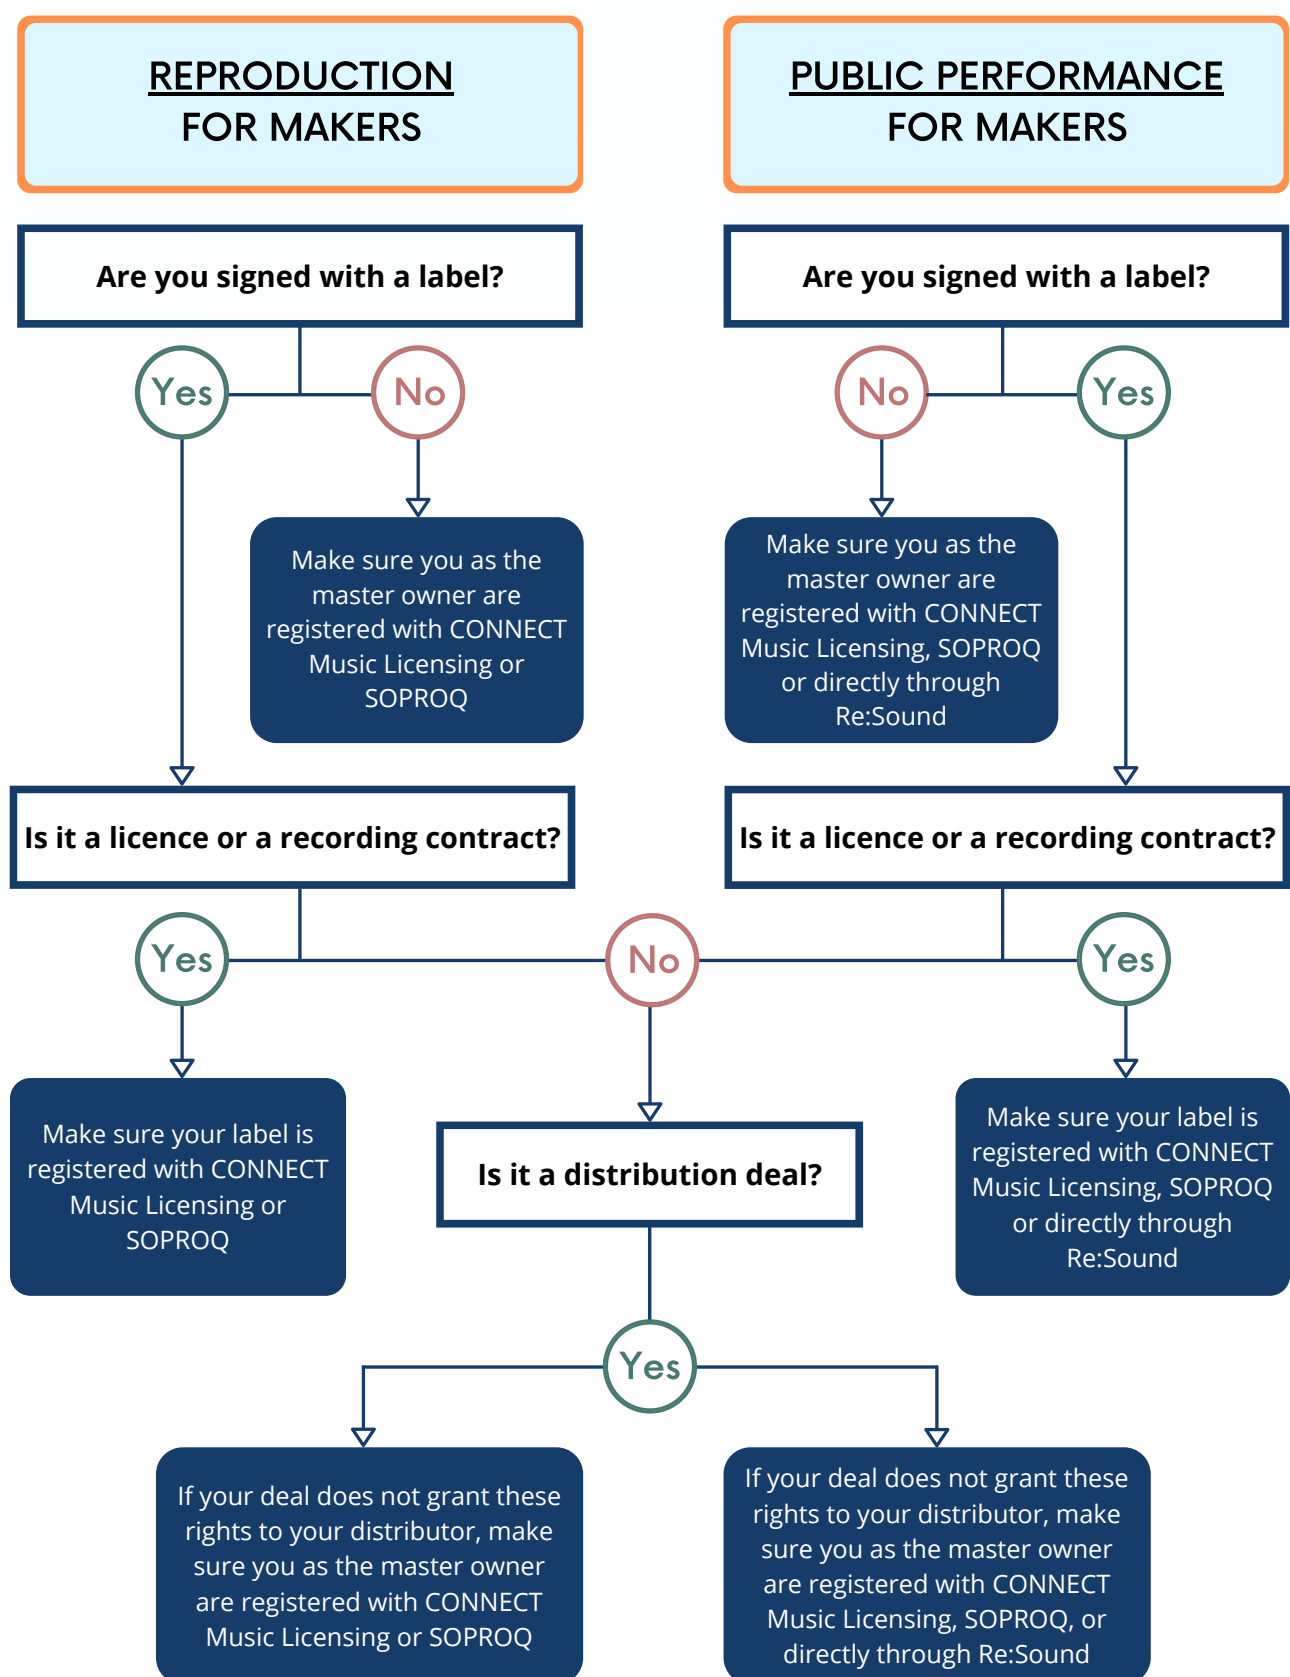 REPRODUCTION
FOR MAKERS
PUBLIC PERFORMANCE
FOR MAKERS
Are you signed with a label?
Are you signed with a label?
Yes
No
No
Yes
Make sure you as the
master owner are
registered with CONNECT
Music Licensing or
SOPROQ
Make sure you as the
master owner are
registered with CONNECT
Music Licensing, SOPROQ
or directly through
Re:Sound
Is it a licence or a recording contract?
Is it a licence or a recording contract?
Yes
No
Yes
Make sure your label is
registered with CONNECT
Music Licensing or
SOPROQ
Is it a distribution deal?
Make sure your label is
registered with CONNECT
Music Licensing, SOPROQ
or directly through
Re:Sound
Yes
If your deal does not grant these
rights to your distributor, make
sure you as the master owner
are registered with CONNECT
Music Licensing or SOPROQ
If your deal does not grant these
rights to your distributor, make
sure you as the master owner
are registered with CONNECT
Music Licensing, SOPROQ, or
directly through Re:Sound